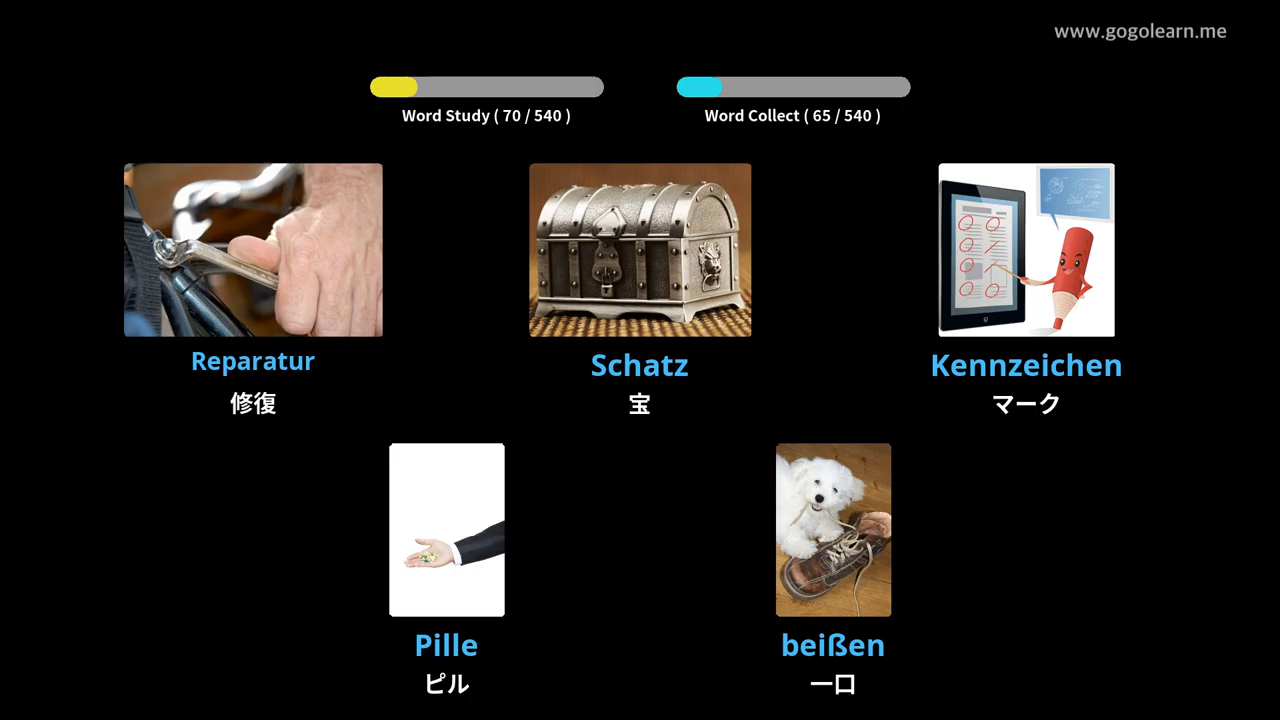 www.gogolearn.me
Word Study ( 70 / 540 )
Word Collect ( 65 / 540 )
Reparatur
修復
Schatz
宝
Kennzeichen
マーク
Pille
ピル
beißen
一口